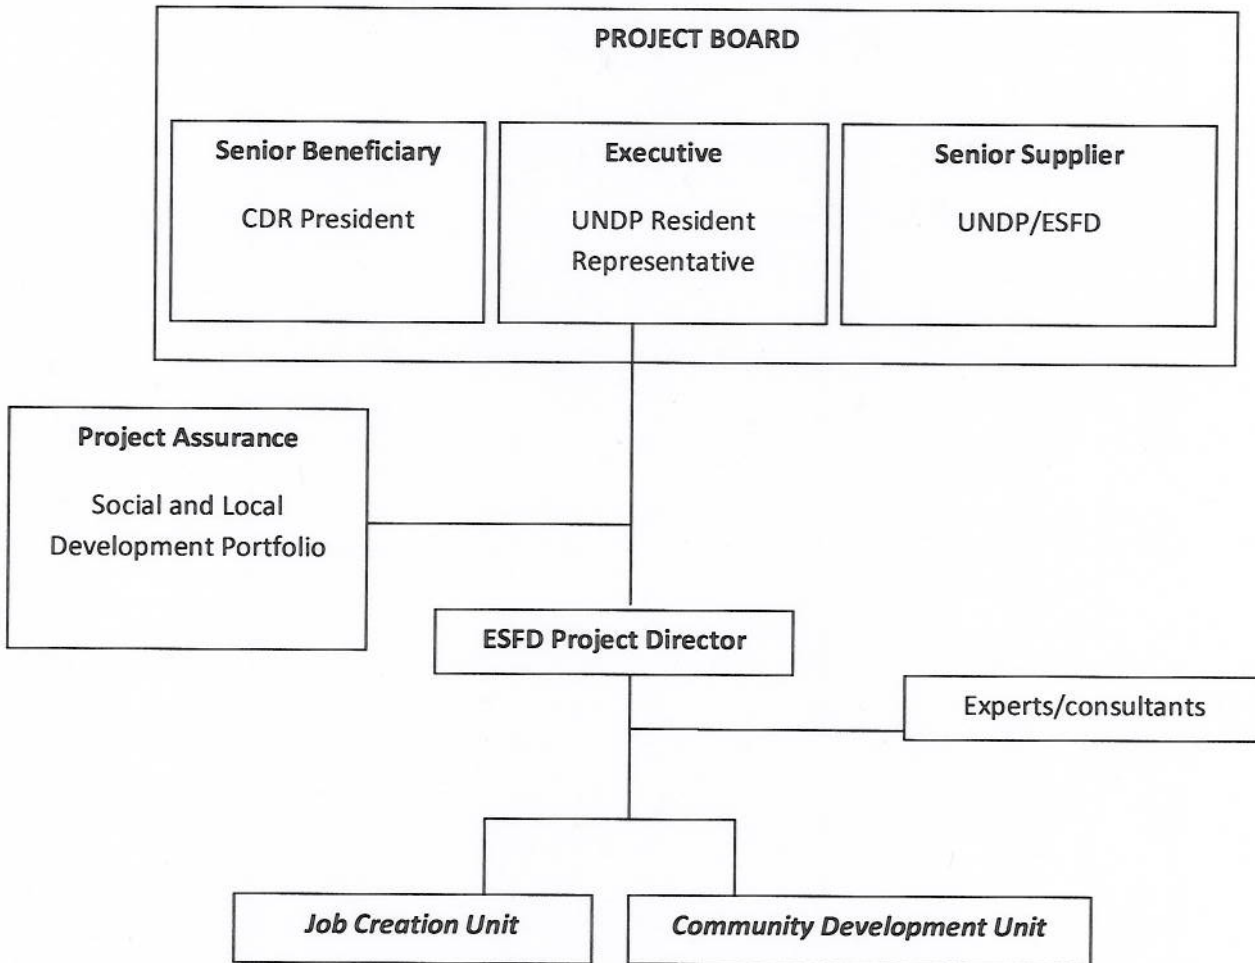 PROJECT BOARD
Senior Beneficiary
CDR President
Executive
UNDP Resident
Representative
Senior Supplier
UNDP/ESFD
Project Assurance
Social and Local
Development Portfolio
ESFD Project Director
Experts/consultants
Job Creation Unit
Community Development Unit